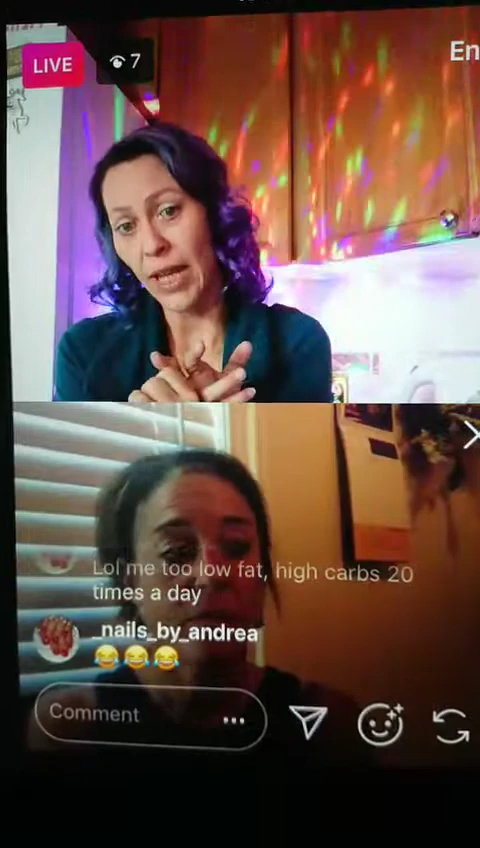 LIVE
7
En
Lol me too low fat, high carbs 20
times a day
_nails_by_andrea
😂😂😂
Comment